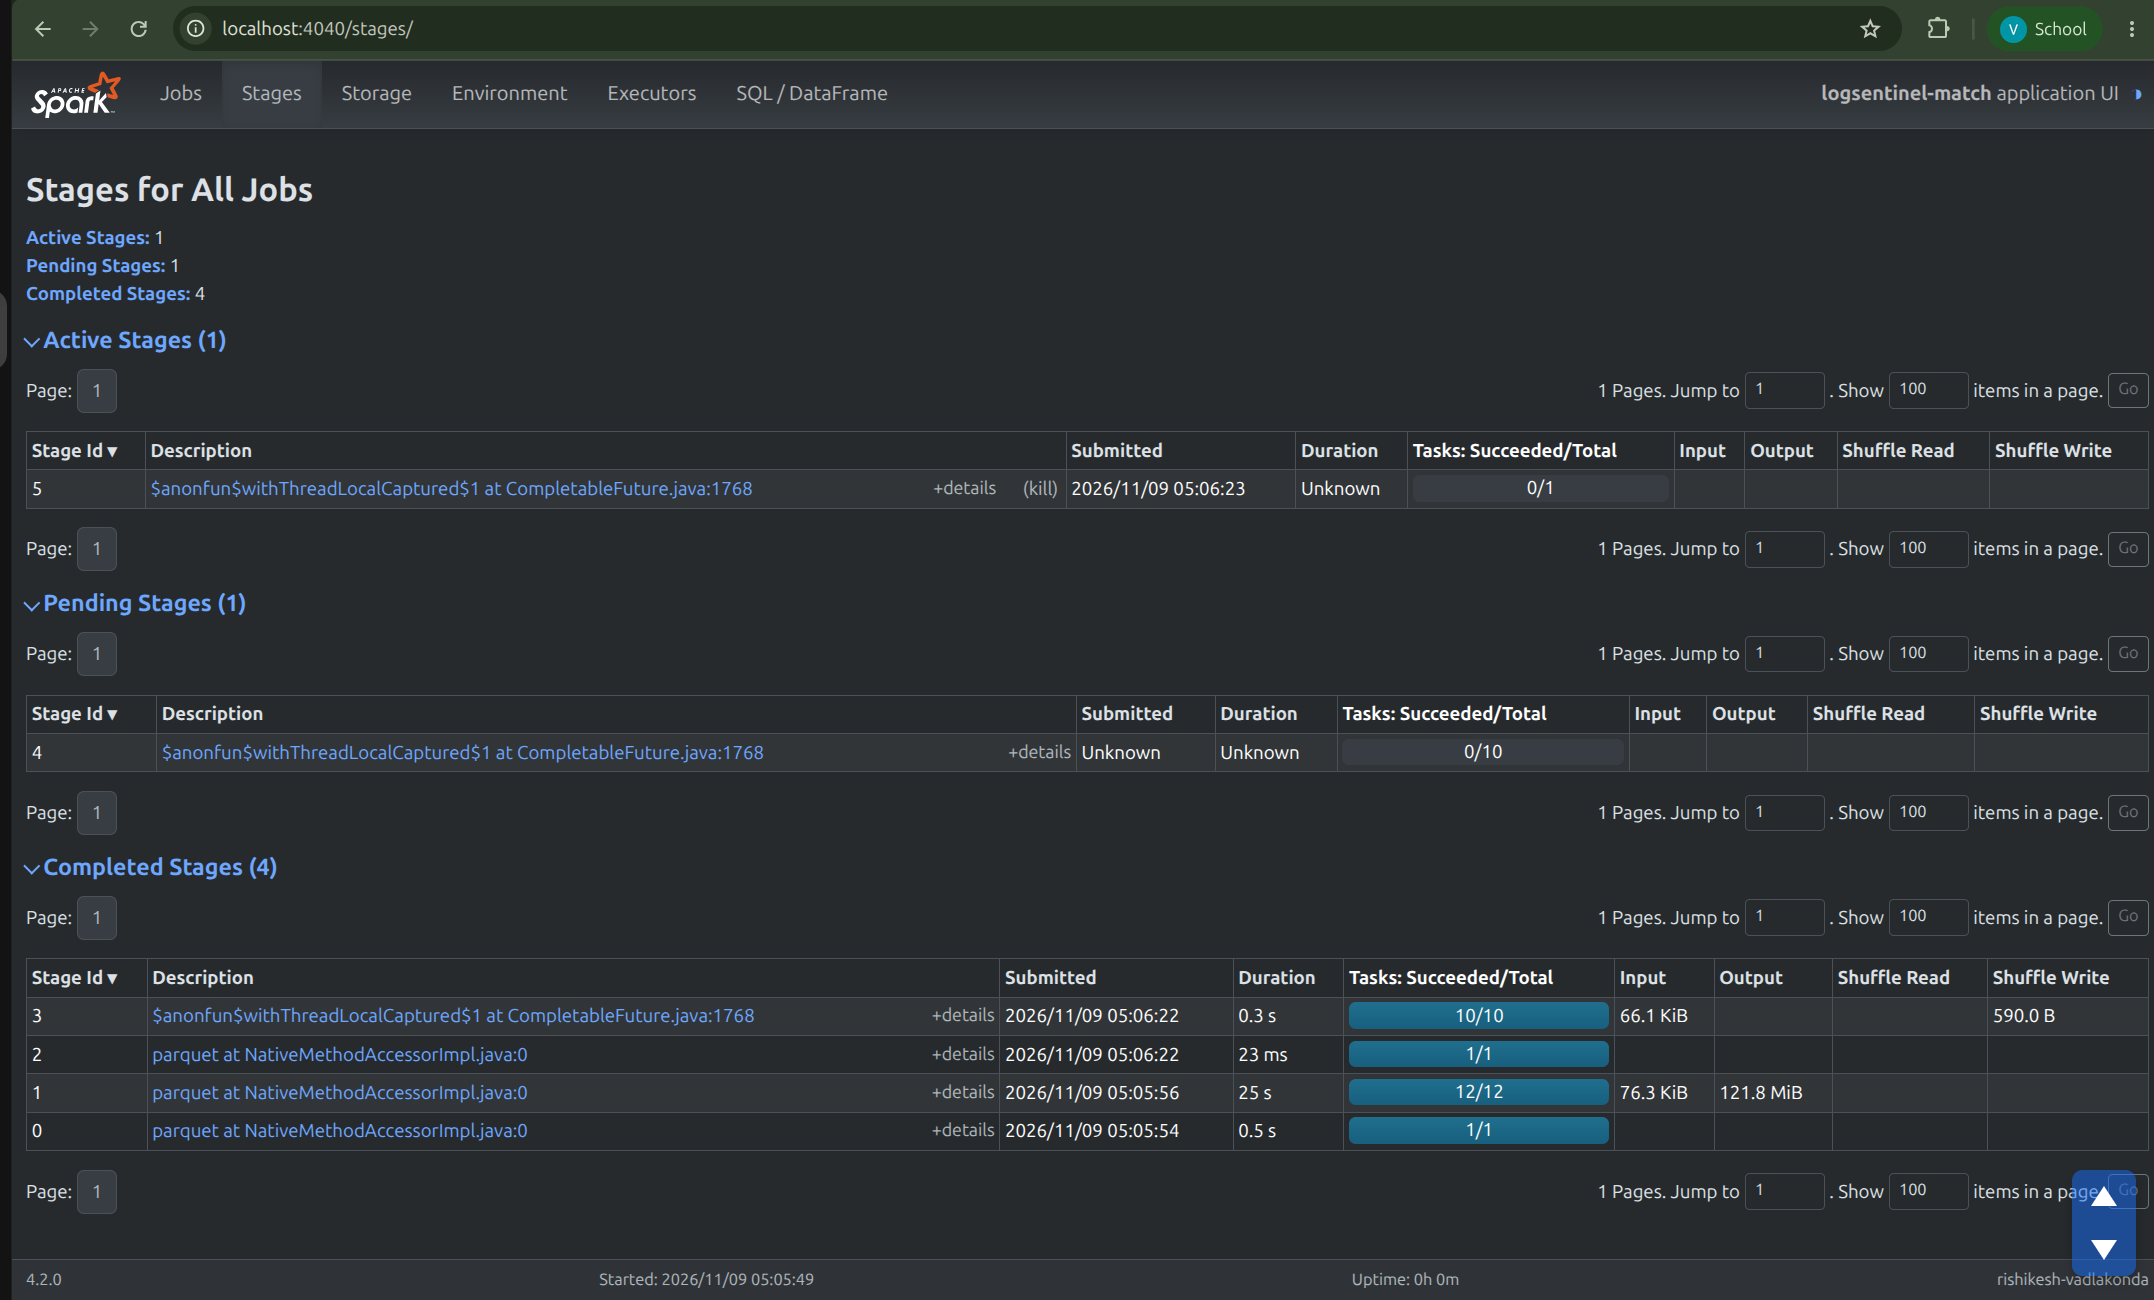 localhost:4040/stages/
V School
APACHE Spark Jobs Stages Storage Environment Executors SQL / DataFrame logsentinel-match application UI
Stages for All Jobs
Active Stages: 1
Pending Stages: 1
Completed Stages: 4
Active Stages (1)
Page: 1 1 Pages. Jump to 1 . Show 100 items in a page. Go
Stage Id ▾ Description Submitted Duration Tasks: Succeeded/Total Input Output Shuffle Read Shuffle Write
5 $anonfun$withThreadLocalCaptured$1 at CompletableFuture.java:1768 +details (kill) 2026/11/09 05:06:23 Unknown 0/1
Page: 1 1 Pages. Jump to 1 . Show 100 items in a page. Go
Pending Stages (1)
Page: 1 1 Pages. Jump to 1 . Show 100 items in a page. Go
Stage Id ▾ Description Submitted Duration Tasks: Succeeded/Total Input Output Shuffle Read Shuffle Write
4 $anonfun$withThreadLocalCaptured$1 at CompletableFuture.java:1768 +details Unknown Unknown 0/10
Page: 1 1 Pages. Jump to 1 . Show 100 items in a page. Go
Completed Stages (4)
Page: 1 1 Pages. Jump to 1 . Show 100 items in a page. Go
Stage Id ▾ Description Submitted Duration Tasks: Succeeded/Total Input Output Shuffle Read Shuffle Write
3 $anonfun$withThreadLocalCaptured$1 at CompletableFuture.java:1768 +details 2026/11/09 05:06:22 0.3 s 10/10 66.1 KiB 590.0 B
2 parquet at NativeMethodAccessorImpl.java:0 +details 2026/11/09 05:06:22 23 ms 1/1
1 parquet at NativeMethodAccessorImpl.java:0 +details 2026/11/09 05:05:56 25 s 12/12 76.3 KiB 121.8 MiB
0 parquet at NativeMethodAccessorImpl.java:0 +details 2026/11/09 05:05:54 0.5 s 1/1
Page: 1 1 Pages. Jump to 1 . Show 100 items in a page. Go
4.2.0 Started: 2026/11/09 05:05:49 Uptime: 0h 0m rishikesh-vadlakonda